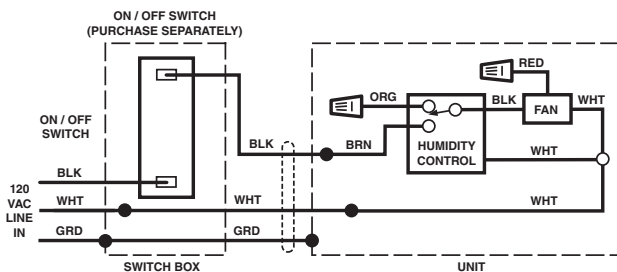 ON / OFF SWITCH
(PURCHASE SEPARATELY)
ON / OFF
SWITCH
RED
ORG
BLK
FAN
WHT
BLK
BRN
HUMIDITY
CONTROL
WHT
BLK
120
VAC
LINE
IN
WHT
WHT
WHT
GRD
GRD
SWITCH BOX
UNIT